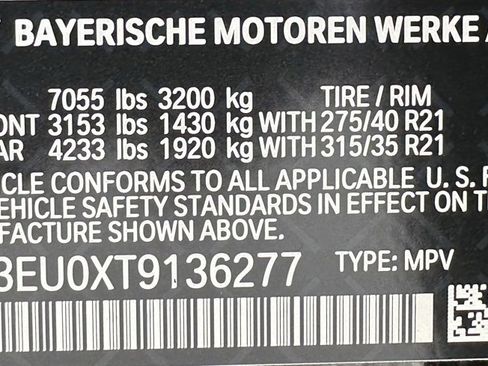 BAYERISCHE MOTOREN WERKE
7055 lbs 3200 kg TIRE / RIM
ONT 3153 lbs 1430 kg WITH 275/40 R21
AR 4233 lbs 1920 kg WITH 315/35 R21
ICLE CONFORMS TO ALL APPLICABLE U. S. F
EHICLE SAFETY STANDARDS IN EFFECT ON T
FACTURE SHOWN ABOVE.
3EU0XT9136277 TYPE: MPV